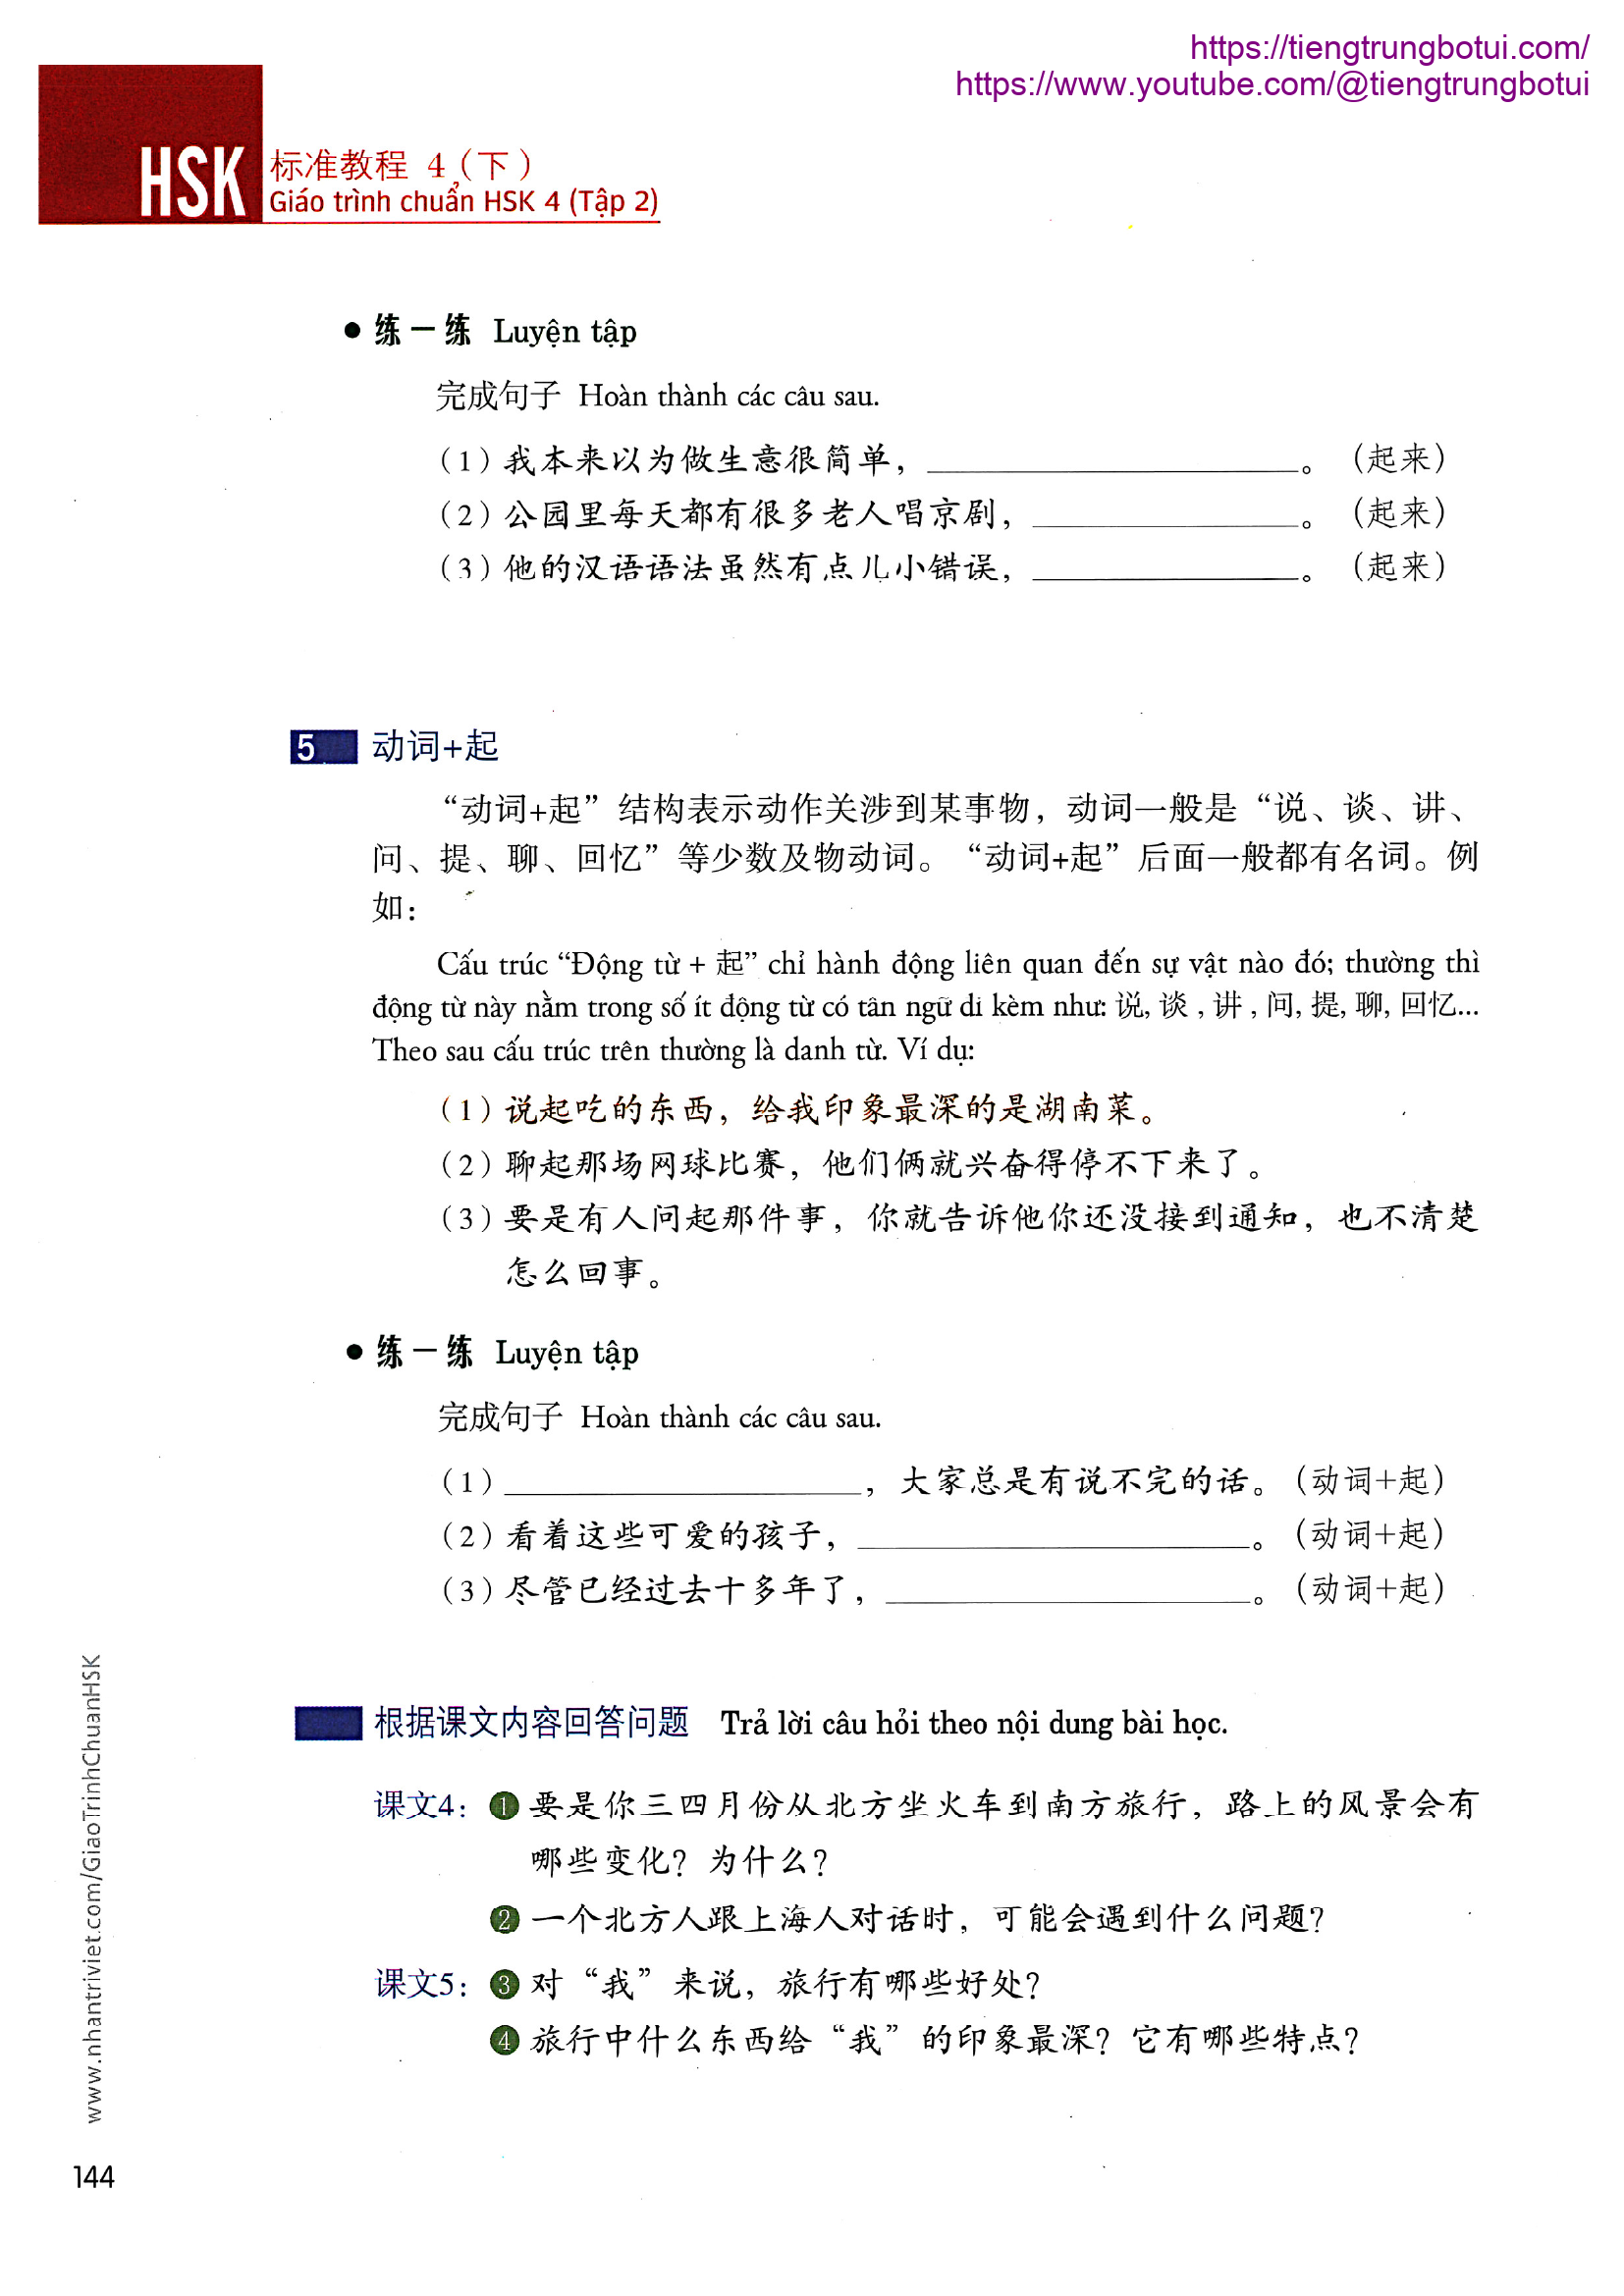 https://tiengtrungbotui.com/
https://www.youtube.com/@tiengtrungbotui
HSK 标准教程 4（下）
Giáo trình chuẩn HSK 4 (Tập 2)
● 练一练 Luyện tập
完成句子 Hoàn thành các câu sau.
（1）我本来以为做生意很简单，____________________。（起来）
（2）公园里每天都有很多老人唱京剧，______________。（起来）
（3）他的汉语语法虽然有点儿小错误，______________。（起来）
5 动词+起
“动词+起”结构表示动作关涉到某事物，动词一般是“说、谈、讲、
问、提、聊、回忆”等少数及物动词。“动词+起”后面一般都有名词。例
如：
Cấu trúc “Động từ + 起” chỉ hành động liên quan đến sự vật nào đó; thường thì
động từ này nằm trong số ít động từ có tân ngữ đi kèm như: 说, 谈 , 讲 , 问, 提, 聊, 回忆...
Theo sau cấu trúc trên thường là danh từ. Ví dụ:
（1）说起吃的东西，给我印象最深的是湖南菜。
（2）聊起那场网球比赛，他们俩就兴奋得停不下来了。
（3）要是有人问起那件事，你就告诉他你还没接到通知，也不清楚
怎么回事。
● 练一练 Luyện tập
完成句子 Hoàn thành các câu sau.
（1）____________________，大家总是有说不完的话。（动词+起）
（2）看着这些可爱的孩子，______________________。（动词+起）
（3）尽管已经过去十多年了，____________________。（动词+起）
根据课文内容回答问题 Trả lời câu hỏi theo nội dung bài học.
课文4：❶ 要是你三四月份从北方坐火车到南方旅行，路上的风景会有
哪些变化？为什么？
❷ 一个北方人跟上海人对话时，可能会遇到什么问题？
课文5：❸ 对“我”来说，旅行有哪些好处？
❹ 旅行中什么东西给“我”的印象最深？它有哪些特点？
www.nhantriviet.com/GiaoTrinhChuanHSK
144